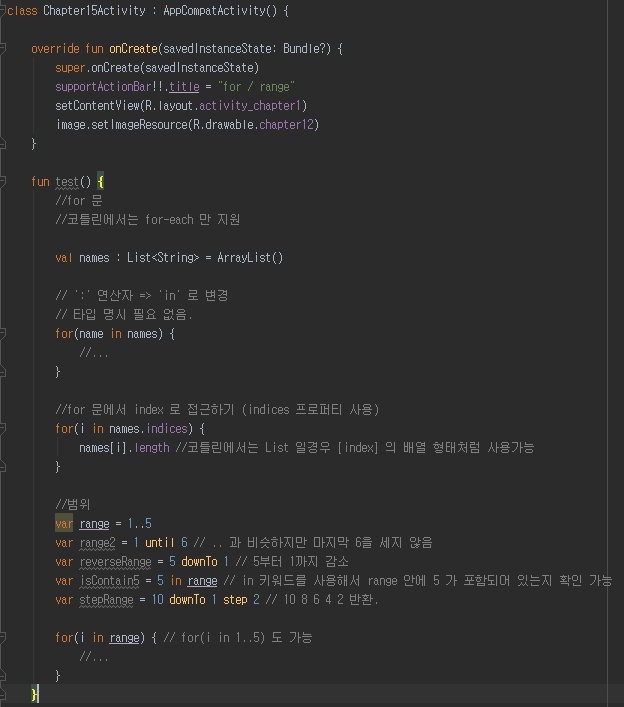 class Chapter15Activity : AppCompatActivity() {
override fun onCreate(savedInstanceState: Bundle?) {
super.onCreate(savedInstanceState)
supportActionBar!!.title = "for / range"
setContentView(R.layout.activity_chapter1)
image.setImageResource(R.drawable.chapter12)
}
fun test() {
//for 문
//코틀린에서는 for-each 만 지원
val names : List<String> = ArrayList()
// ':' 연산자 => 'in' 로 변경
// 타입 명시 필요 없음.
for(name in names) {
//...
}
//for 문에서 index 로 접근하기 (indices 프로퍼티 사용)
for(i in names.indices) {
names[i].length //코틀린에서는 List 일경우 [index] 의 배열 형태처럼 사용가능
}
//범위
var range = 1..5
var range2 = 1 until 6 // .. 과 비슷하지만 마지막 6을 세지 않음
var reverseRange = 5 downTo 1 // 5부터 1까지 감소
var isContain5 = 5 in range // in 키워드를 사용해서 range 안에 5 가 포함되어 있는지 확인 가능
var stepRange = 10 downTo 1 step 2 // 10 8 6 4 2 반환.
for(i in range) { // for(i in 1..5) 도 가능
//...
}
}